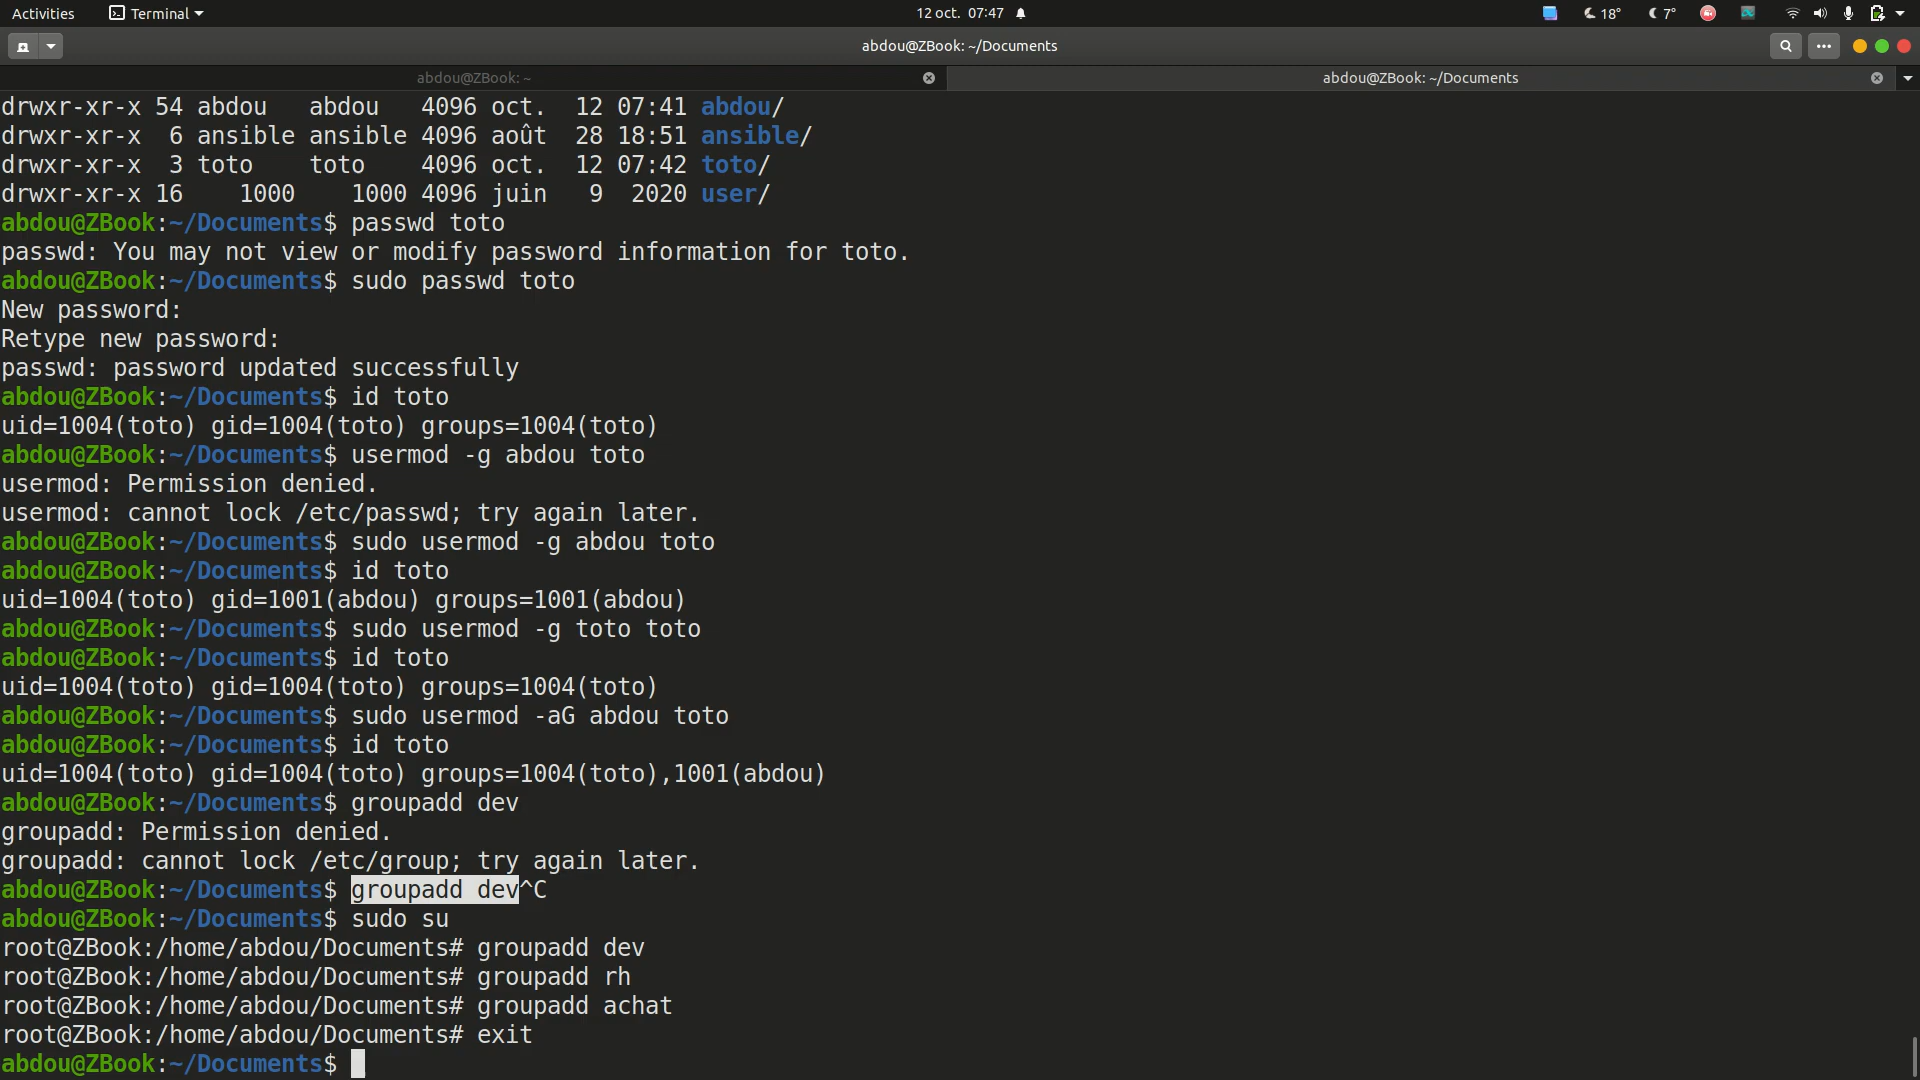 Activities Terminal 12 oct. 07:47 18° 7°
abdou@ZBook: ~/Documents
abdou@ZBook: ~ abdou@ZBook: ~/Documents
drwxr-xr-x 54 abdou   abdou   4096 oct.  12 07:41 abdou/
drwxr-xr-x  6 ansible ansible 4096 août  28 18:51 ansible/
drwxr-xr-x  3 toto    toto    4096 oct.  12 07:42 toto/
drwxr-xr-x 16    1000    1000 4096 juin   9  2020 user/
abdou@ZBook:~/Documents$ passwd toto
passwd: You may not view or modify password information for toto.
abdou@ZBook:~/Documents$ sudo passwd toto
New password:
Retype new password:
passwd: password updated successfully
abdou@ZBook:~/Documents$ id toto
uid=1004(toto) gid=1004(toto) groups=1004(toto)
abdou@ZBook:~/Documents$ usermod -g abdou toto
usermod: Permission denied.
usermod: cannot lock /etc/passwd; try again later.
abdou@ZBook:~/Documents$ sudo usermod -g abdou toto
abdou@ZBook:~/Documents$ id toto
uid=1004(toto) gid=1001(abdou) groups=1001(abdou)
abdou@ZBook:~/Documents$ sudo usermod -g toto toto
abdou@ZBook:~/Documents$ id toto
uid=1004(toto) gid=1004(toto) groups=1004(toto)
abdou@ZBook:~/Documents$ sudo usermod -aG abdou toto
abdou@ZBook:~/Documents$ id toto
uid=1004(toto) gid=1004(toto) groups=1004(toto),1001(abdou)
abdou@ZBook:~/Documents$ groupadd dev
groupadd: Permission denied.
groupadd: cannot lock /etc/group; try again later.
abdou@ZBook:~/Documents$ groupadd dev^C
abdou@ZBook:~/Documents$ sudo su
root@ZBook:/home/abdou/Documents# groupadd dev
root@ZBook:/home/abdou/Documents# groupadd rh
root@ZBook:/home/abdou/Documents# groupadd achat
root@ZBook:/home/abdou/Documents# exit
abdou@ZBook:~/Documents$